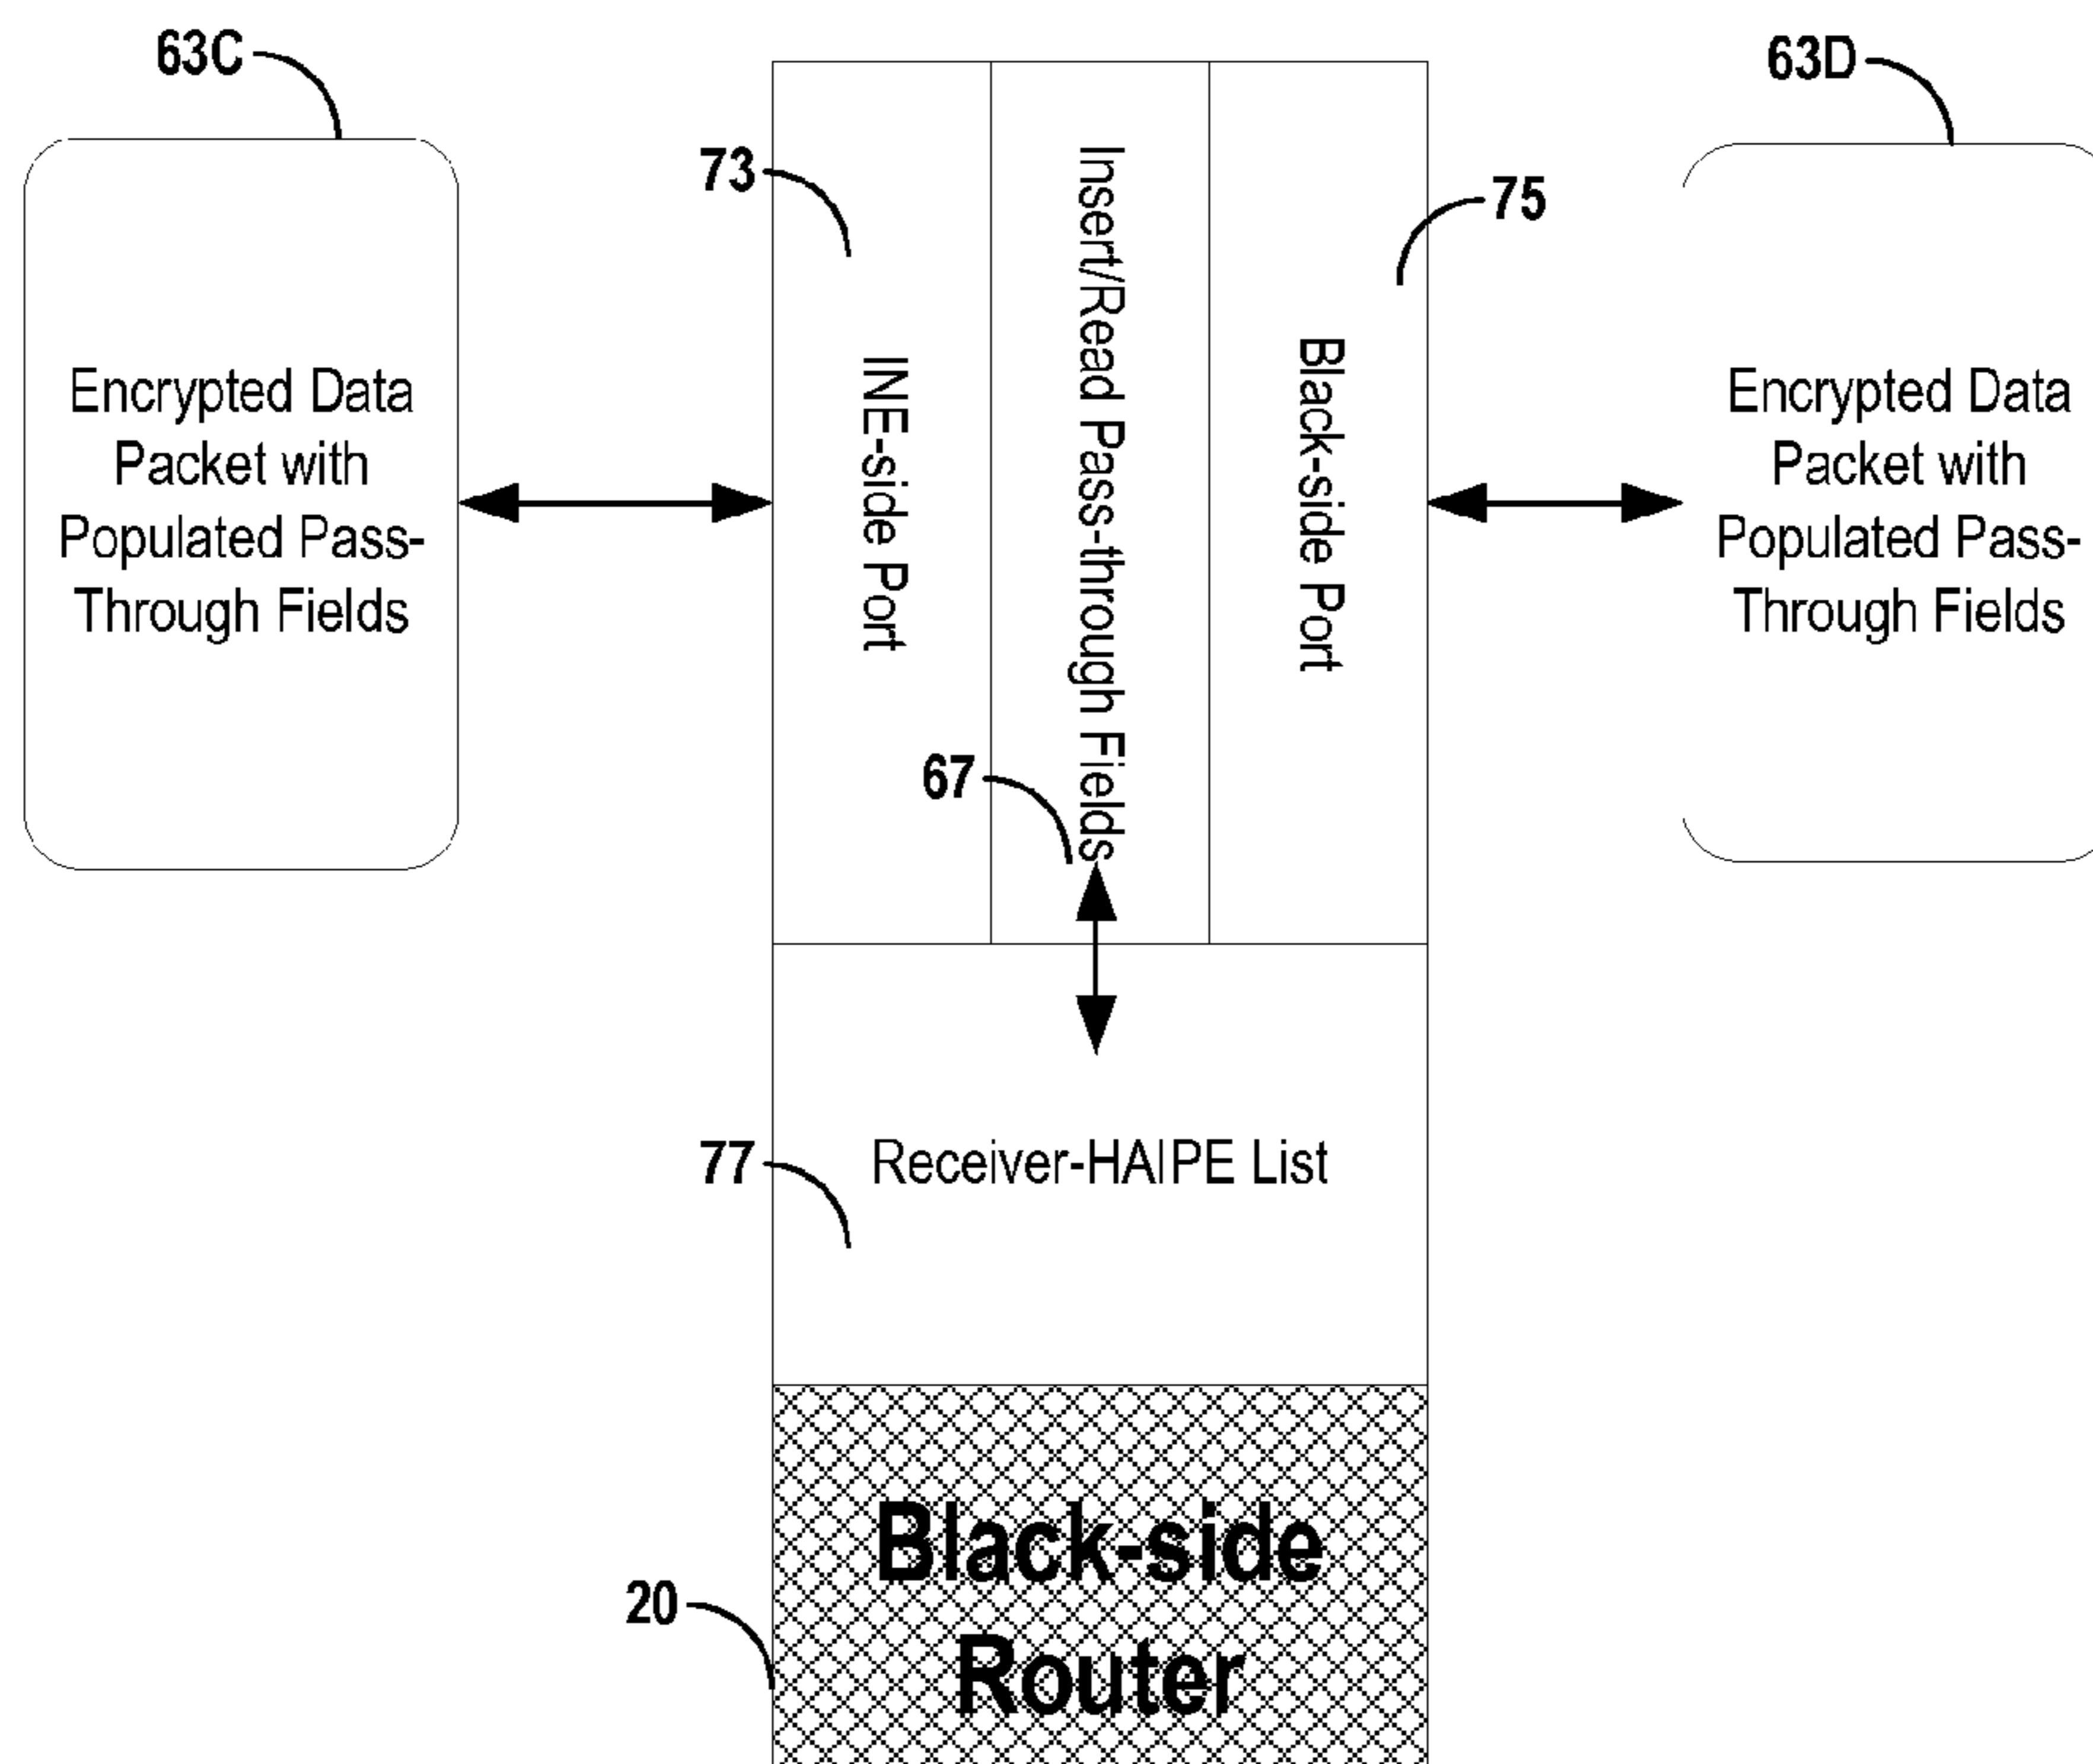 63C
63D
73
75
Encrypted Data
Packet with
Populated Pass-
Through Fields
INE-side Port
Insert/Read Pass-through Fields
Black-side Port
Encrypted Data
Packet with
Populated Pass-
Through Fields
67
77
Receiver-HAIPE List
20
Black-side
Router